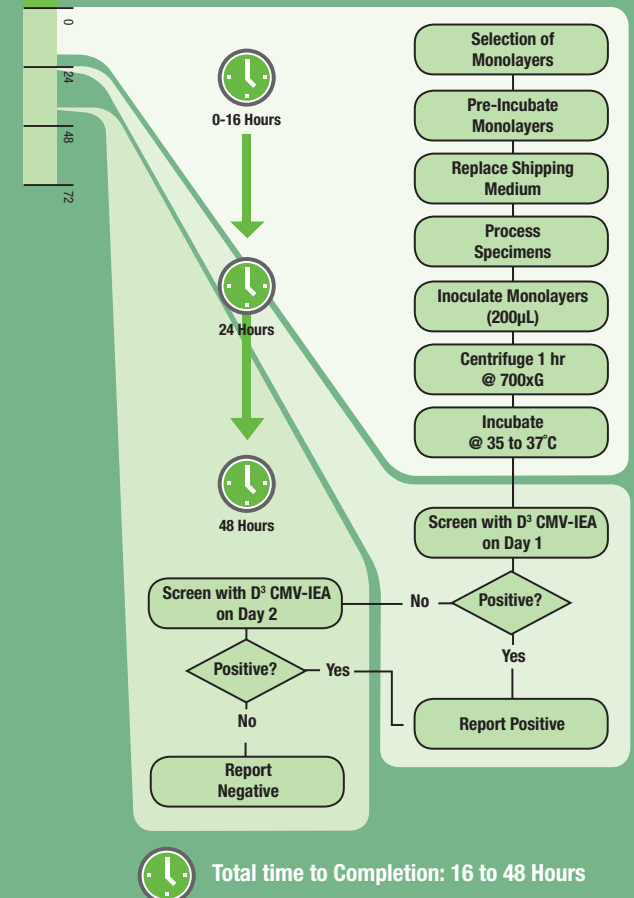 0
24
48
72
0-16 Hours
24 Hours
48 Hours
Selection of
Monolayers
Pre-Incubate
Monolayers
Replace Shipping
Medium
Process
Specimens
Inoculate Monolayers
(200µL)
Centrifuge 1 hr
@ 700xG
Incubate
@ 35 to 37°C
Screen with D³ CMV-IEA
on Day 1
Positive?
No
Yes
Report Positive
Screen with D³ CMV-IEA
on Day 2
Positive?
Yes
No
Report
Negative
Total time to Completion: 16 to 48 Hours